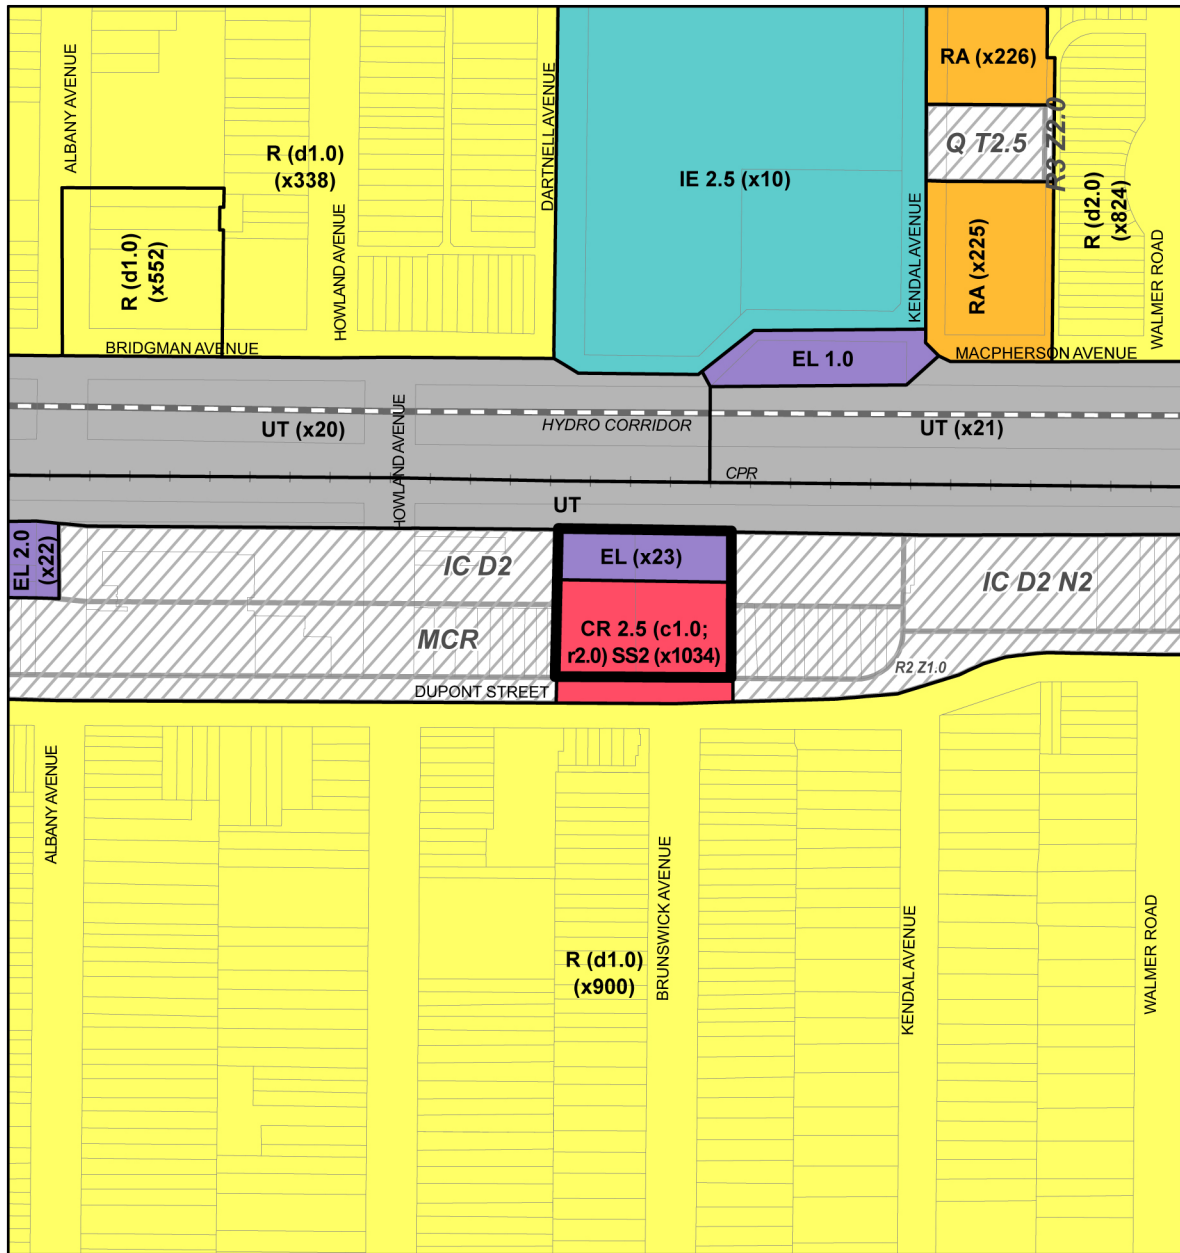 RA (x226)
ALBANY AVENUE
DARTNELL AVENUE
Q T2.5
R3 Z2.0
R (d1.0)
(x338)
IE 2.5 (x10)
R (d2.0)
(x824)
HOWLAND AVENUE
KENDAL AVENUE
R (d1.0)
(x552)
RA (x225)
WALMER ROAD
BRIDGMAN AVENUE
EL 1.0
MACPHERSON AVENUE
HOWLAND AVENUE
UT (x20)
HYDRO CORRIDOR
UT (x21)
CPR
UT
EL 2.0
(x22)
IC D2
EL (x23)
IC D2 N2
MCR
CR 2.5 (c1.0;
r2.0) SS2 (x1034)
R2 Z1.0
DUPONT STREET
ALBANY AVENUE
BRUNSWICK AVENUE
KENDAL AVENUE
WALMER ROAD
R (d1.0)
(x900)